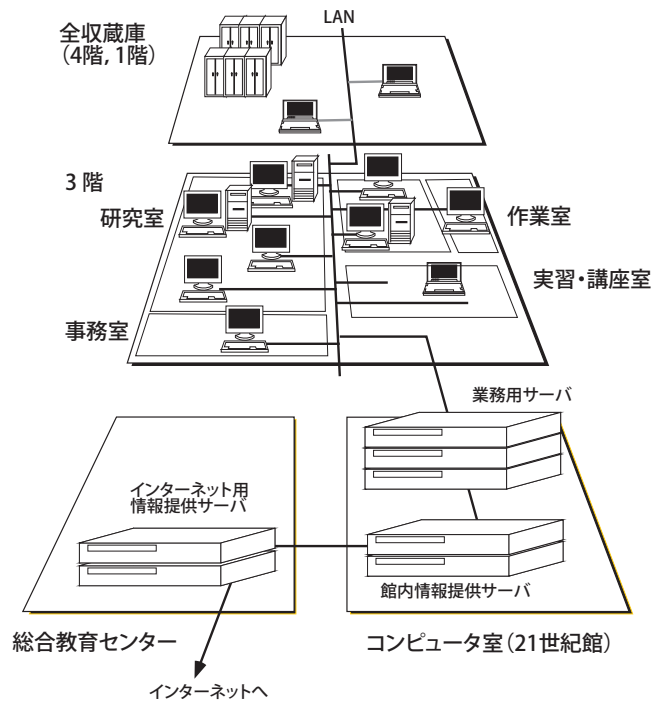 LAN
全収蔵庫
(4階, 1階)
3 階
研究室
作業室
実習・講座室
事務室
業務用サーバ
インターネット用
情報提供サーバ
館内情報提供サーバ
総合教育センター
コンピュータ室(21世紀館)
インターネットへ